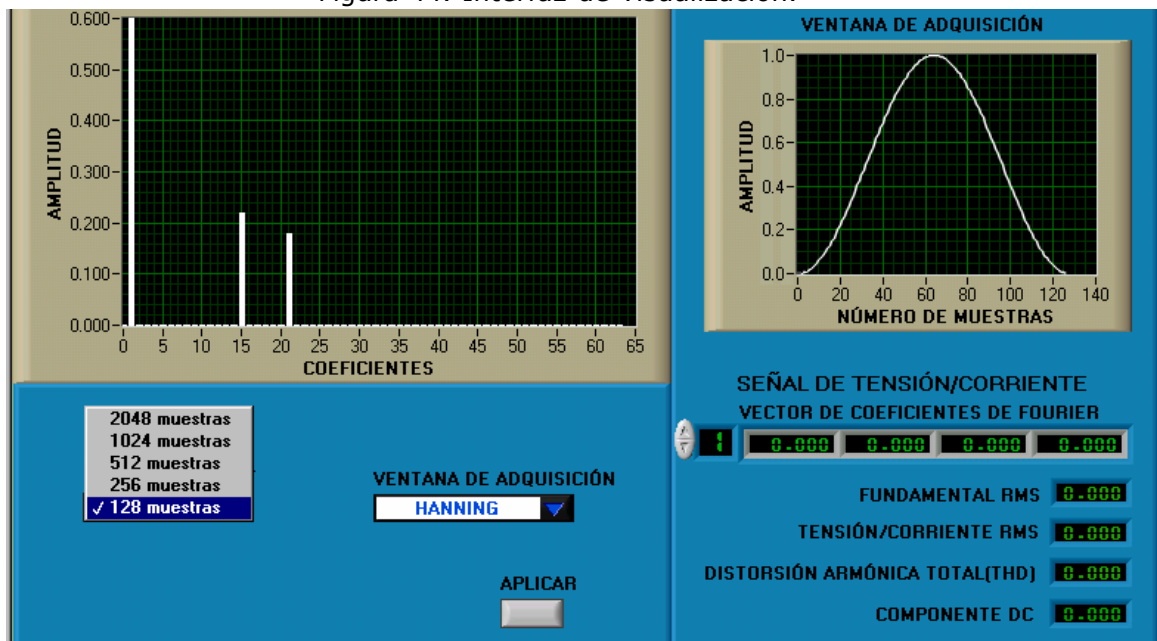 0.600
0.500
0.400
0.300
0.200
0.100
0.000
AMPLITUD
0 5 10 15 20 25 30 35 40 45 50 55 60 65
COEFICIENTES
VENTANA DE ADQUISICIÓN
1.0
0.8
0.6
0.4
0.2
0.0
AMPLITUD
0 20 40 60 80 100 120 140
NÚMERO DE MUESTRAS
2048 muestras
1024 muestras
512 muestras
256 muestras
✓ 128 muestras
VENTANA DE ADQUISICIÓN
HANNING
APLICAR
SEÑAL DE TENSIÓN/CORRIENTE
VECTOR DE COEFICIENTES DE FOURIER
1 0.000 0.000 0.000 0.000
FUNDAMENTAL RMS 0.000
TENSIÓN/CORRIENTE RMS 0.000
DISTORSIÓN ARMÓNICA TOTAL(THD) 0.000
COMPONENTE DC 0.000